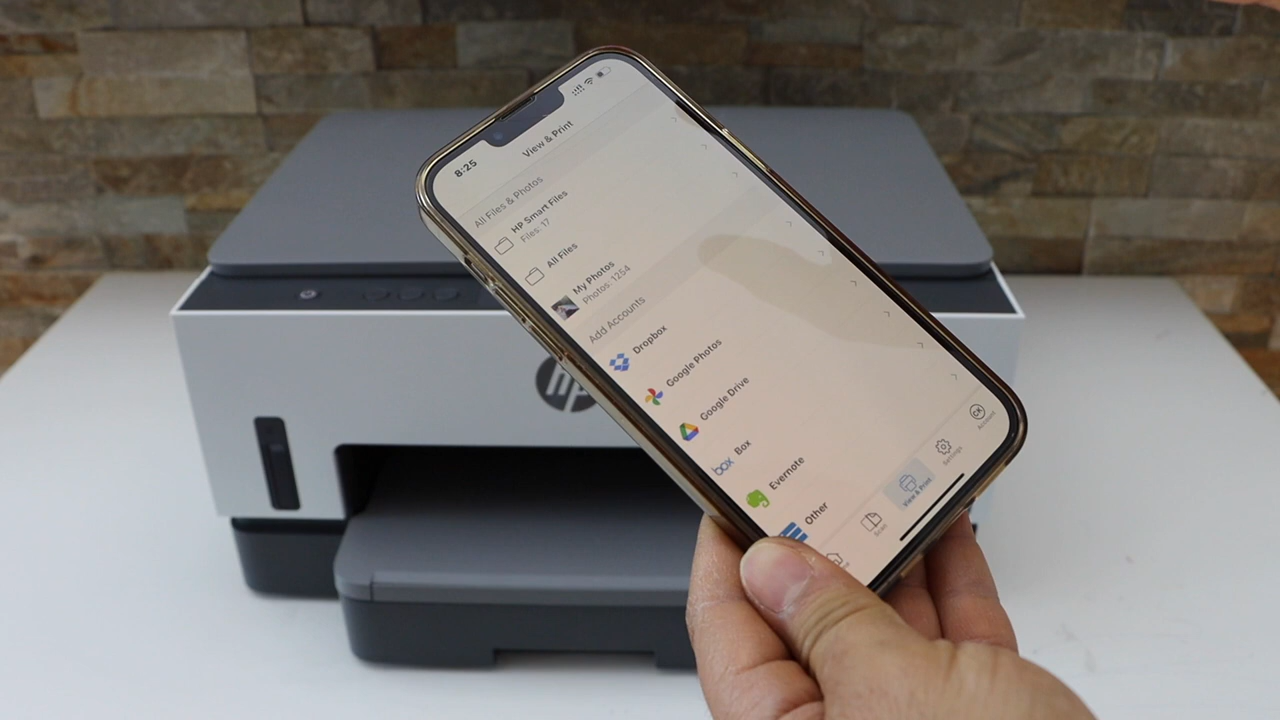 8:25
View & Print
All Files & Photos
HP Smart Files
Files: 17
All Files
My Photos
Photos: 1254
Add Accounts
Dropbox
Google Photos
Google Drive
box
Box
Evernote
Other
Scan
View & Print
Settings
CK
Account
hp